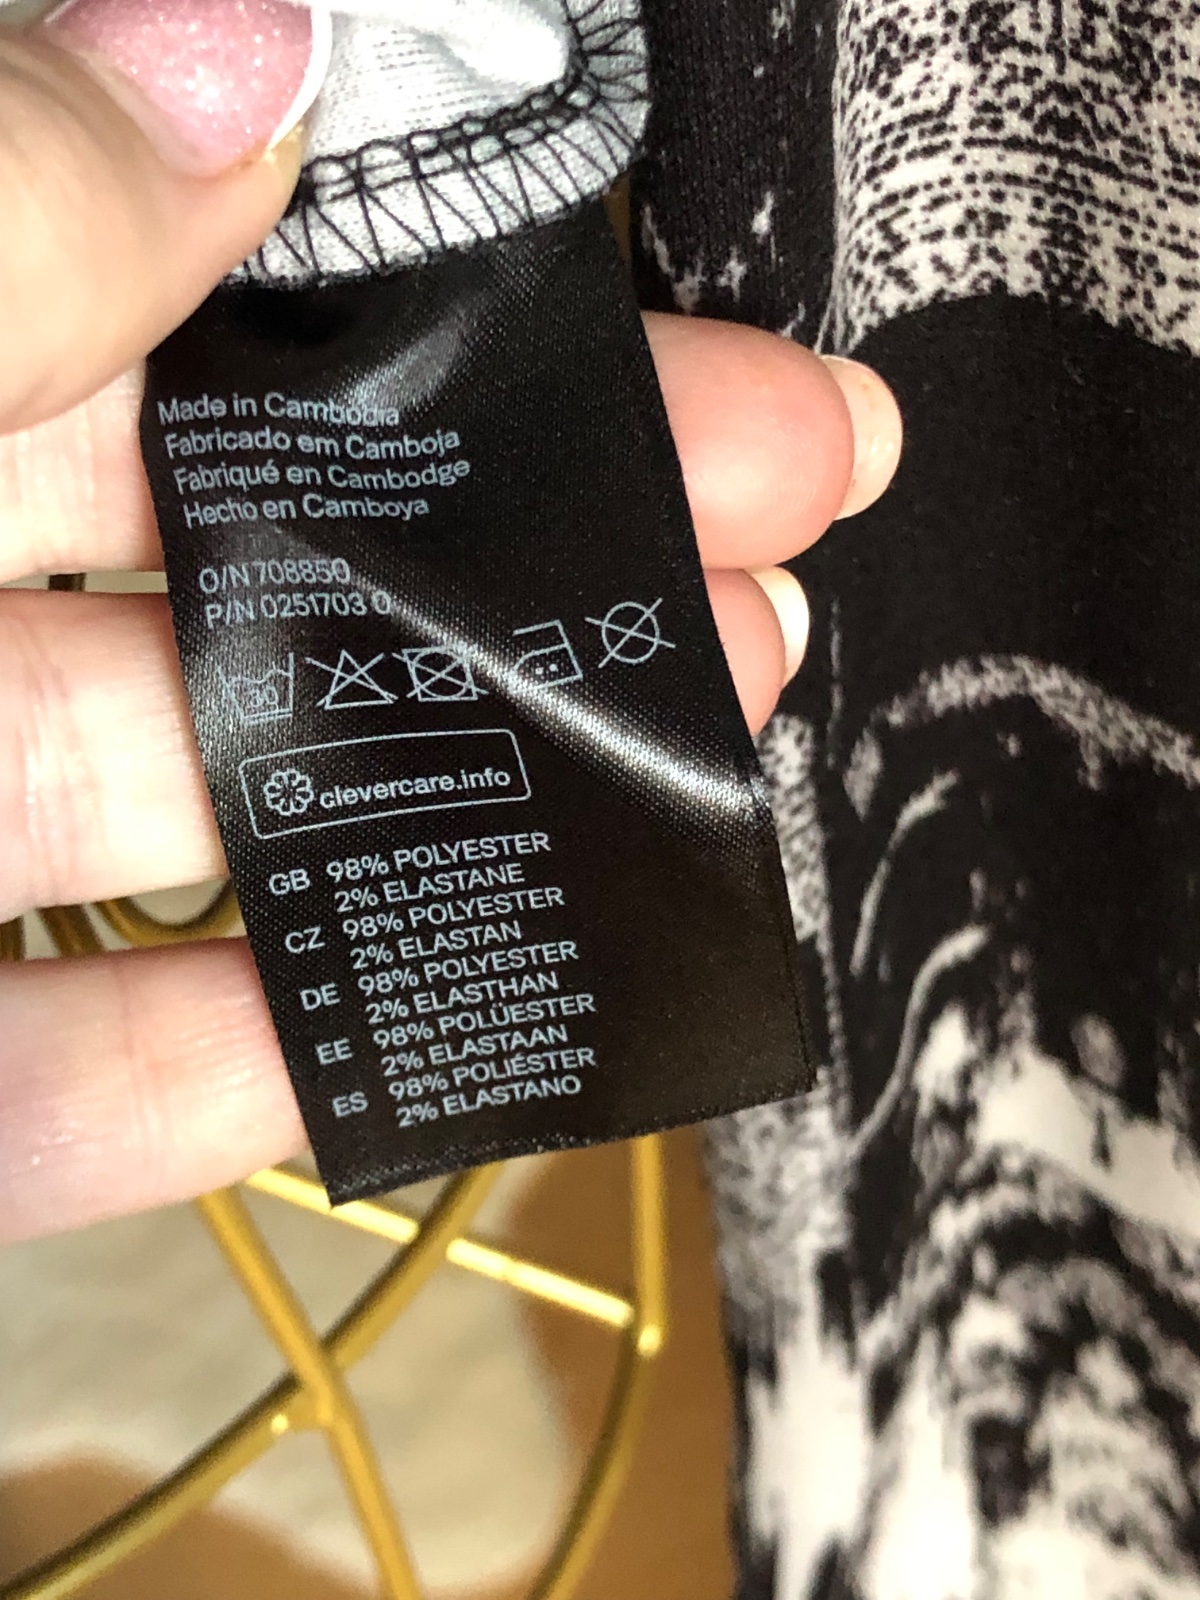 Made in Cambodia
Fabricado em Camboja
Fabriqué en Cambodge
Hecho en Camboya
O/N 708850
P/N 0251703 0
30
clevercare.info
GB 98% POLYESTER
2% ELASTANE
CZ 98% POLYESTER
2% ELASTAN
DE 98% POLYESTER
2% ELASTHAN
EE 98% POLÜESTER
2% ELASTAAN
ES 98% POLIÉSTER
2% ELASTANO